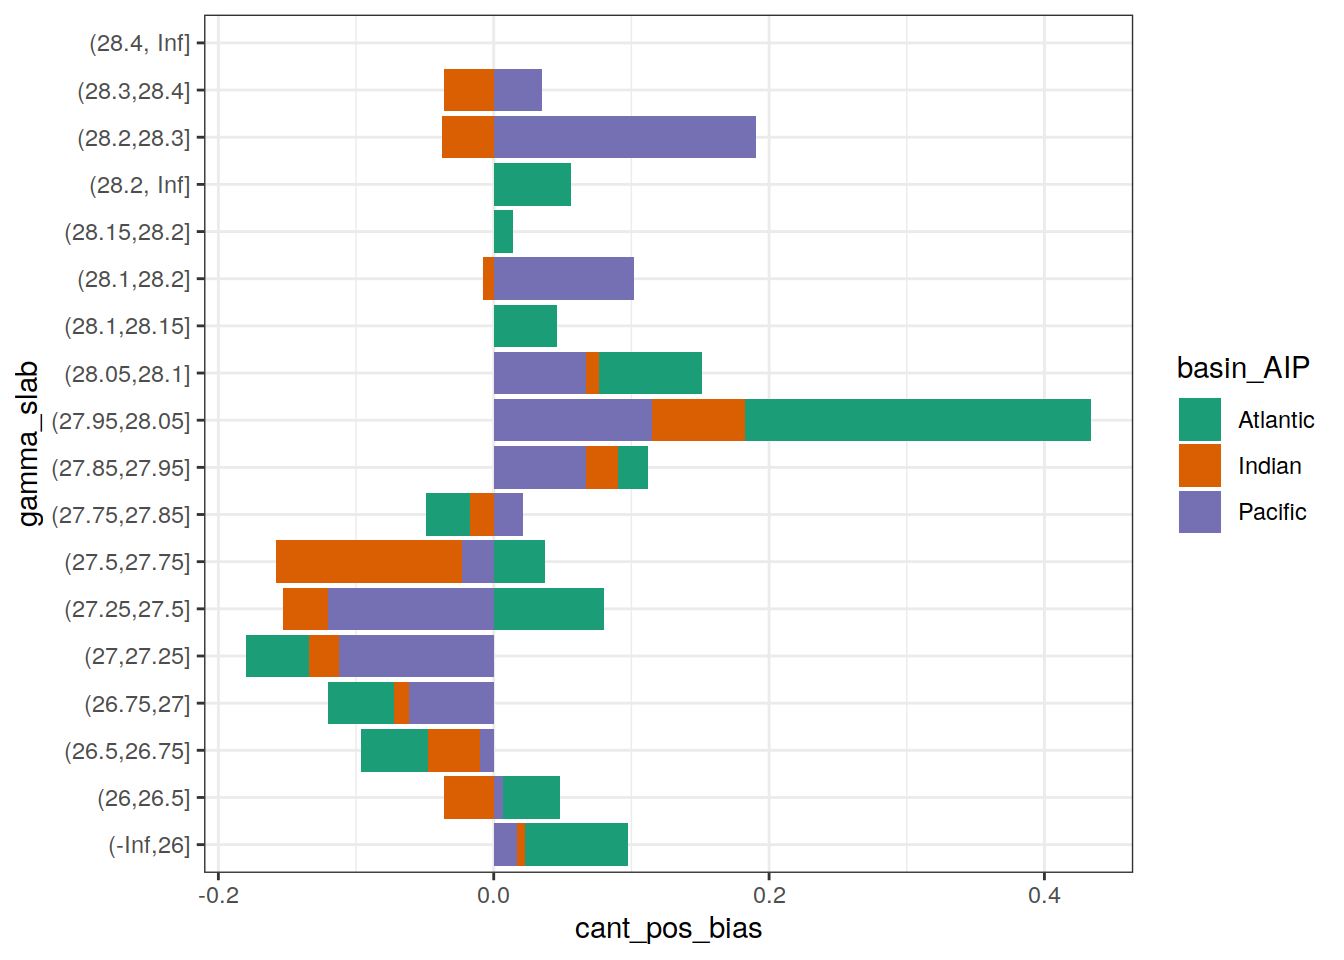 (28.4, Inf]
(28.3,28.4]
(28.2,28.3]
(28.2, Inf]
(28.15,28.2]
(28.1,28.2]
(28.1,28.15]
(28.05,28.1]
(27.95,28.05]
(27.85,27.95]
(27.75,27.85]
(27.5,27.75]
(27.25,27.5]
(27,27.25]
(26.75,27]
(26.5,26.75]
(26,26.5]
(-Inf,26]
gamma_slab
-0.2 0.0 0.2 0.4
cant_pos_bias
basin_AIP
Atlantic
Indian
Pacific